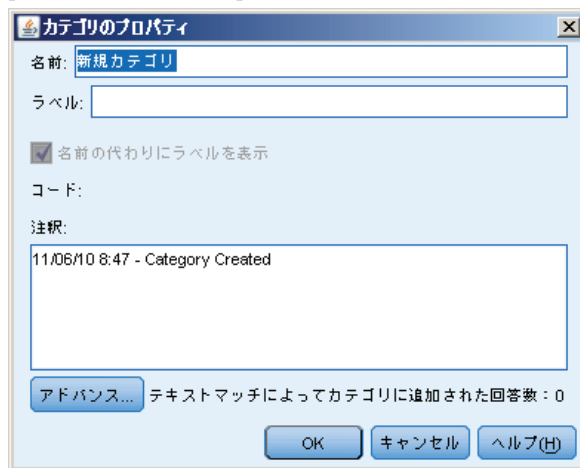 カテゴリのプロパティ
名前: 新規カテゴリ
ラベル:
名前の代わりにラベルを表示
コード:
注釈:
11/06/10 8:47 - Category Created
アドバンス... テキストマッチによってカテゴリに追加された回答数：0
OK キャンセル ヘルプ(H)